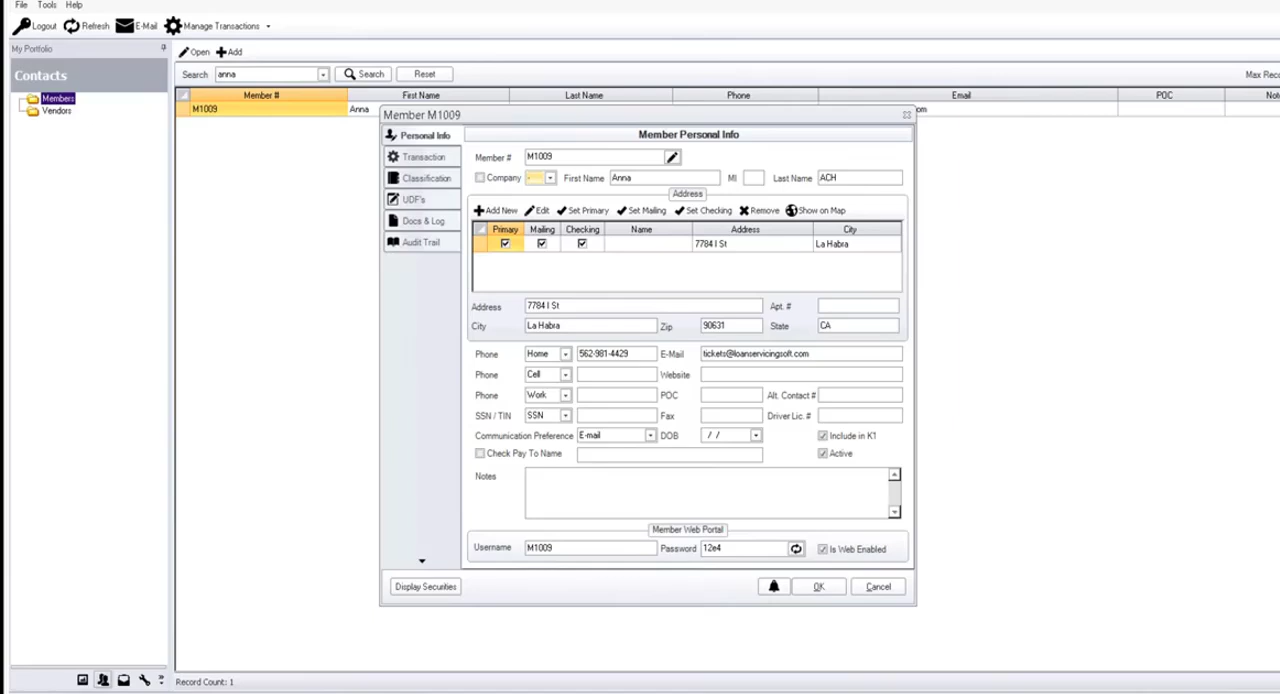 File Tools Help
Logout Refresh E-Mail Manage Transactions
My Portfolio
Open Add
Contacts
Search anna Search Reset Max Reco
Members
Vendors
Member # First Name Last Name Phone Email POC Not
M1009 Anna om
Member M1009
Personal Info
Transaction
Classification
UDF's
Docs & Log
Audit Trail
Member Personal Info
Member # M1009
Company - First Name Anna MI Last Name ACH
Address
Add New Edit Set Primary Set Mailing Set Checking Remove Show on Map
Primary Mailing Checking Name Address City
7784 I St La Habra
Address 7784 I St Apt. #
City La Habra Zip 90631 State CA
Phone Home 562-981-4429 E-Mail tickets@loanservicingsoft.com
Phone Cell Website
Phone Work POC Alt. Contact #
SSN / TIN SSN Fax Driver Lic. #
Communication Preference E-mail DOB / / Include in K1
Check Pay To Name Active
Notes
Member Web Portal
Username M1009 Password 12e4 Is Web Enabled
Display Securities OK Cancel
Record Count: 1